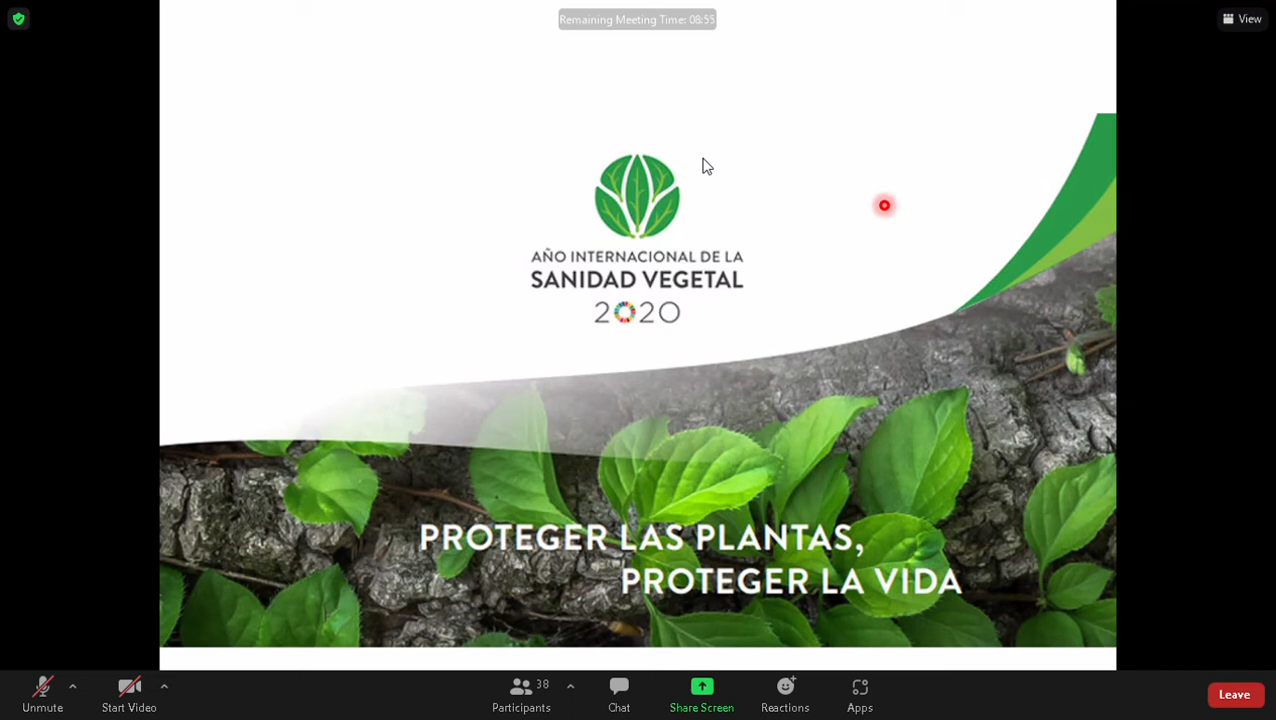 Remaining Meeting Time: 08:55
View
AÑO INTERNACIONAL DE LA
SANIDAD VEGETAL
2020
PROTEGER LAS PLANTAS,
PROTEGER LA VIDA
Unmute
Start Video
38
Participants
Chat
Share Screen
Reactions
Apps
Leave